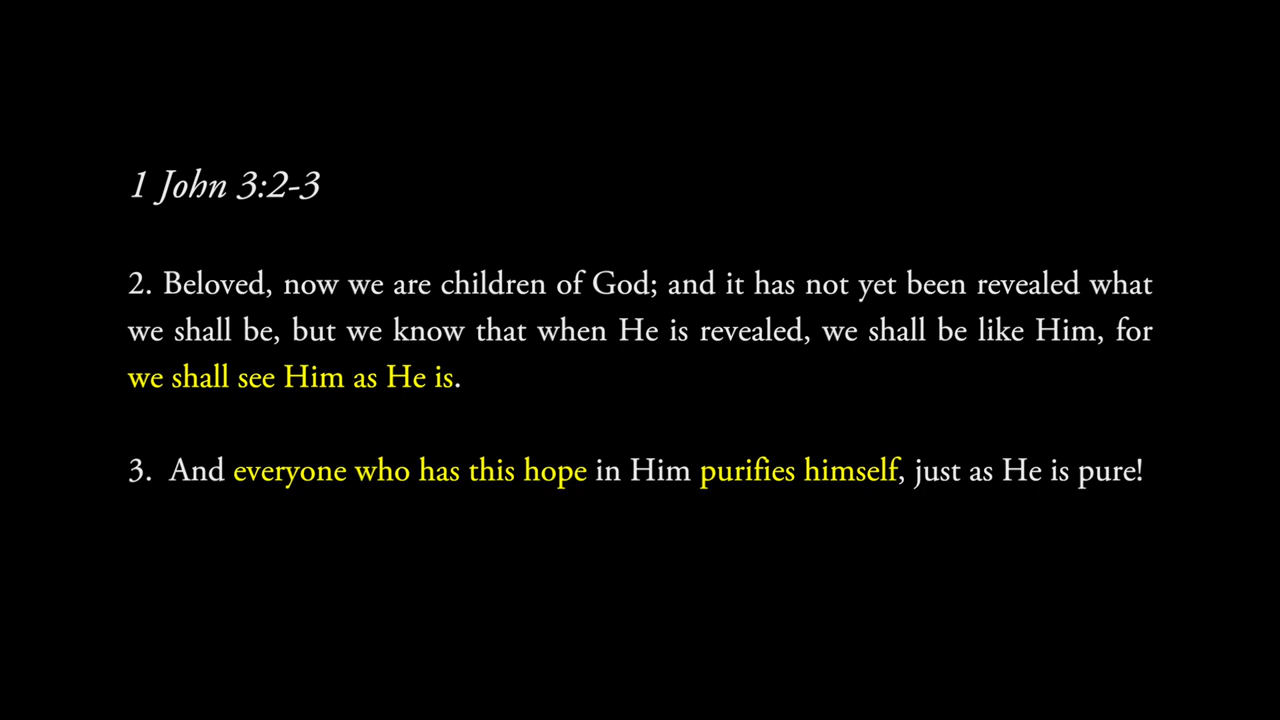 1 John 3:2-3
2. Beloved, now we are children of God; and it has not yet been revealed what
we shall be, but we know that when He is revealed, we shall be like Him, for
we shall see Him as He is.
3. And everyone who has this hope in Him purifies himself, just as He is pure!